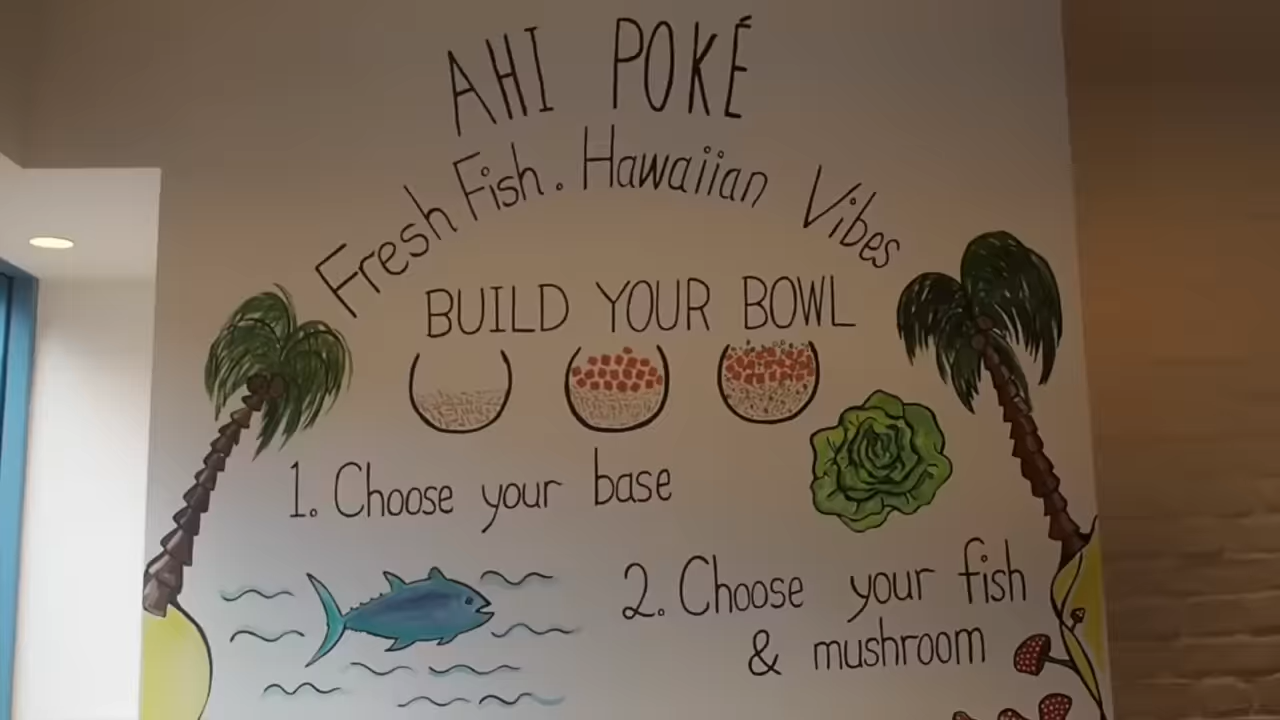 AHI POKÉ
Fresh Fish. Hawaiian Vibes
BUILD YOUR BOWL
1. Choose your base
2. Choose your fish
& mushroom